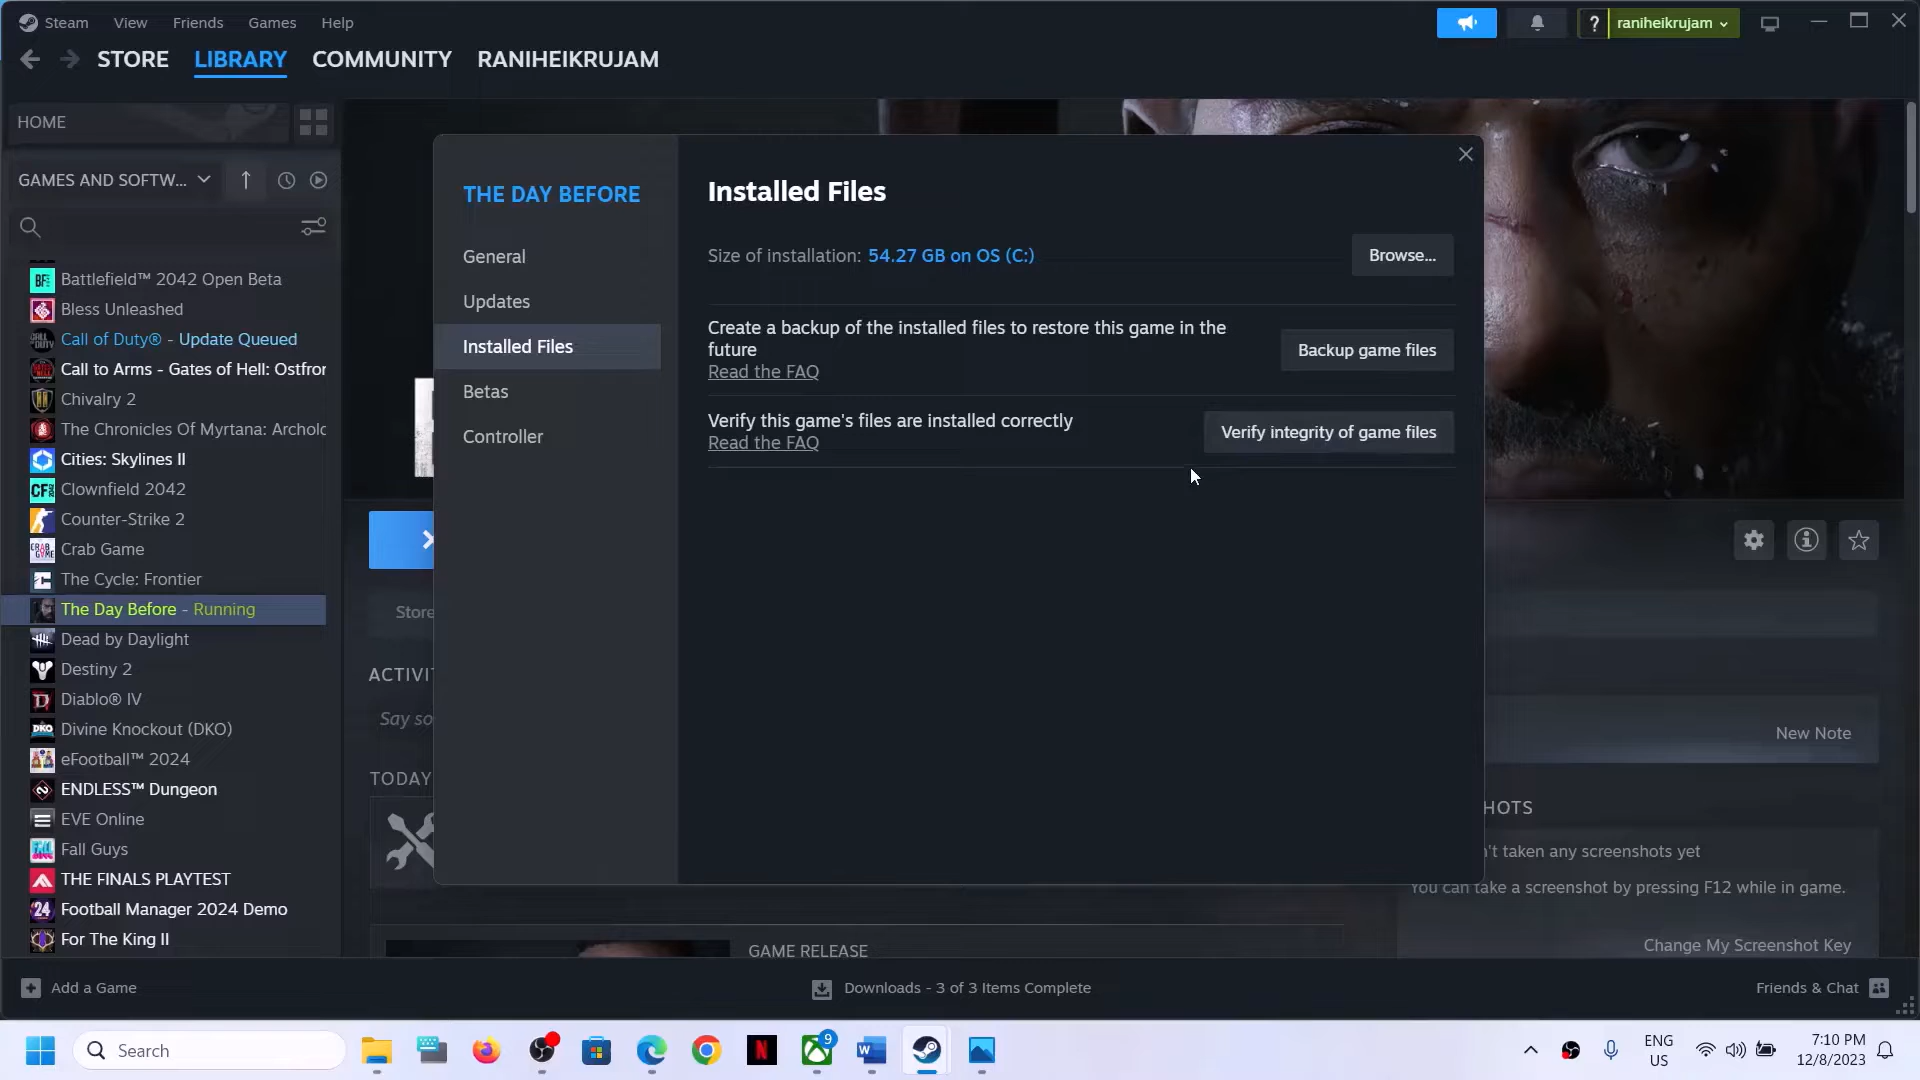 Steam View Friends Games Help
? raniheikrujam
STORE LIBRARY COMMUNITY RANIHEIKRUJAM
HOME
GAMES AND SOFTW...
Battlefield™ 2042 Open Beta
Bless Unleashed
Call of Duty® - Update Queued
Call to Arms - Gates of Hell: Ostfror
Chivalry 2
The Chronicles Of Myrtana: Archolo
Cities: Skylines II
Clownfield 2042
Counter-Strike 2
Crab Game
The Cycle: Frontier
The Day Before - Running
Dead by Daylight
Destiny 2
Diablo® IV
Divine Knockout (DKO)
eFootball™ 2024
ENDLESS™ Dungeon
EVE Online
Fall Guys
THE FINALS PLAYTEST
Football Manager 2024 Demo
For The King II
THE DAY BEFORE
General
Updates
Installed Files
Betas
Controller
Installed Files
Size of installation: 54.27 GB on OS (C:)
Browse...
Create a backup of the installed files to restore this game in the
future
Read the FAQ
Backup game files
Verify this game's files are installed correctly
Read the FAQ
Verify integrity of game files
Store
ACTIVIT
Say so
TODAY
GAME RELEASE
New Note
HOTS
n't taken any screenshots yet
You can take a screenshot by pressing F12 while in game.
Change My Screenshot Key
Add a Game
Downloads - 3 of 3 Items Complete
Friends & Chat
Search
9
ENG
US
7:10 PM
12/8/2023